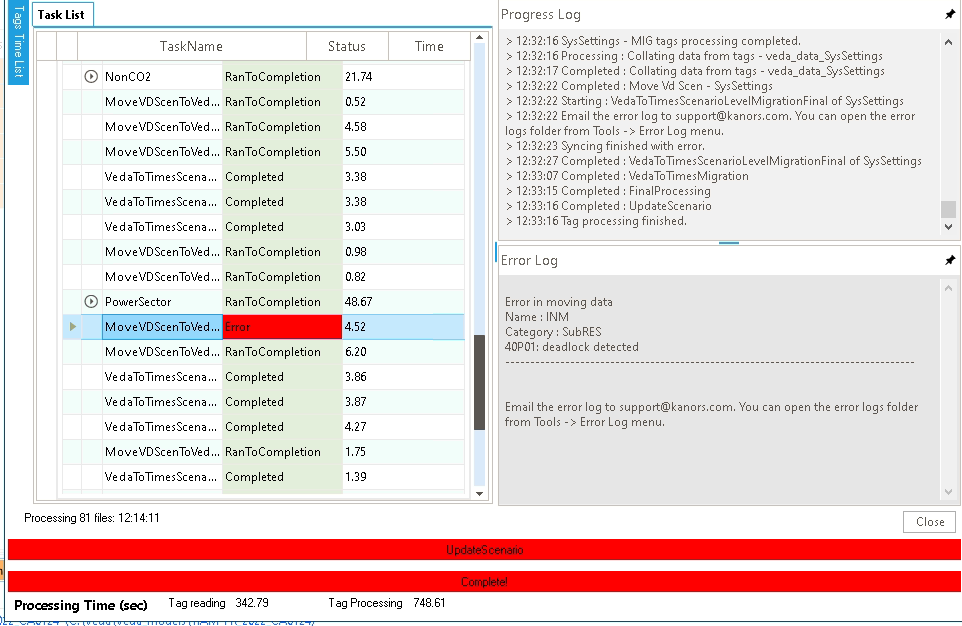 Tags Time List
Task List
TaskName Status Time
NonCO2 RanToCompletion 21.74
MoveVDScenToVed... RanToCompletion 0.52
MoveVDScenToVed... RanToCompletion 4.58
MoveVDScenToVed... RanToCompletion 5.50
VedaToTimesScena... Completed 3.38
VedaToTimesScena... Completed 3.38
VedaToTimesScena... Completed 3.03
MoveVDScenToVed... RanToCompletion 0.98
MoveVDScenToVed... RanToCompletion 0.82
PowerSector RanToCompletion 48.67
MoveVDScenToVed... Error 4.52
MoveVDScenToVed... RanToCompletion 6.20
VedaToTimesScena... Completed 3.86
VedaToTimesScena... Completed 3.87
VedaToTimesScena... Completed 4.27
MoveVDScenToVed... RanToCompletion 1.75
VedaToTimesScena... Completed 1.39
Progress Log
> 12:32:16 SysSettings - MIG tags processing completed.
> 12:32:16 Processing : Collating data from tags - veda_data_SysSettings
> 12:32:17 Completed : Collating data from tags - veda_data_SysSettings
> 12:32:22 Completed : Move Vd Scen - SysSettings
> 12:32:22 Starting : VedaToTimesScenarioLevelMigrationFinal of SysSettings
> 12:32:22 Email the error log to support@kanors.com. You can open the error
logs folder from Tools -> Error Log menu.
> 12:32:23 Syncing finished with error.
> 12:32:27 Completed : VedaToTimesScenarioLevelMigrationFinal of SysSettings
> 12:33:07 Completed : VedaToTimesMigration
> 12:33:15 Completed : FinalProcessing
> 12:33:16 Completed : UpdateScenario
> 12:33:16 Tag processing finished.
Error Log
Error in moving data
Name : INM
Category : SubRES
40P01: deadlock detected
Email the error log to support@kanors.com. You can open the error logs folder
from Tools -> Error Log menu.
Processing 81 files: 12:14:11
Close
UpdateScenario
Complete!
Processing Time (sec) Tag reading 342.79 Tag Processing 748.61